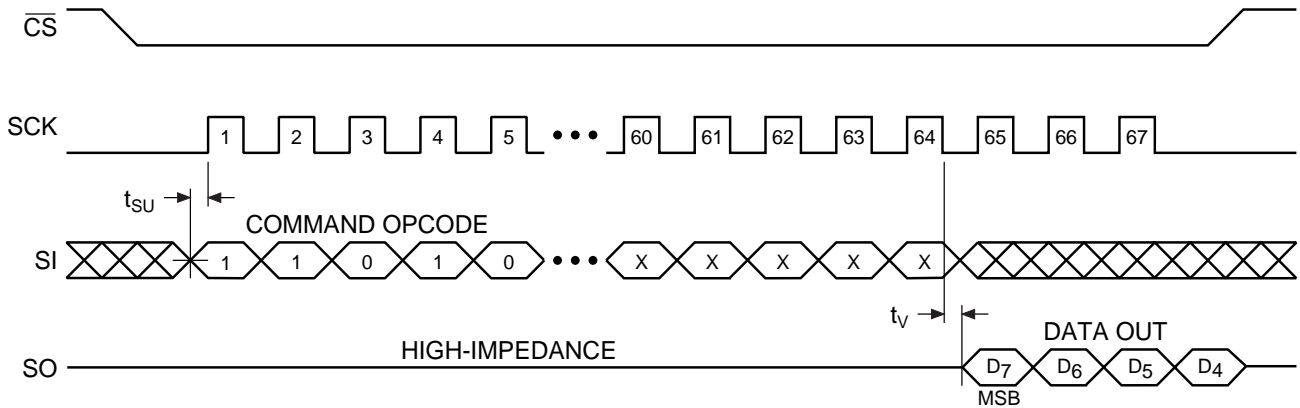 CS
SCK 1 2 3 4 5 ••• 60 61 62 63 64 65 66 67
tSU
COMMAND OPCODE
SI 1 1 0 1 0 ••• X X X X X
tV
DATA OUT
HIGH-IMPEDANCE
SO D7 D6 D5 D4
MSB